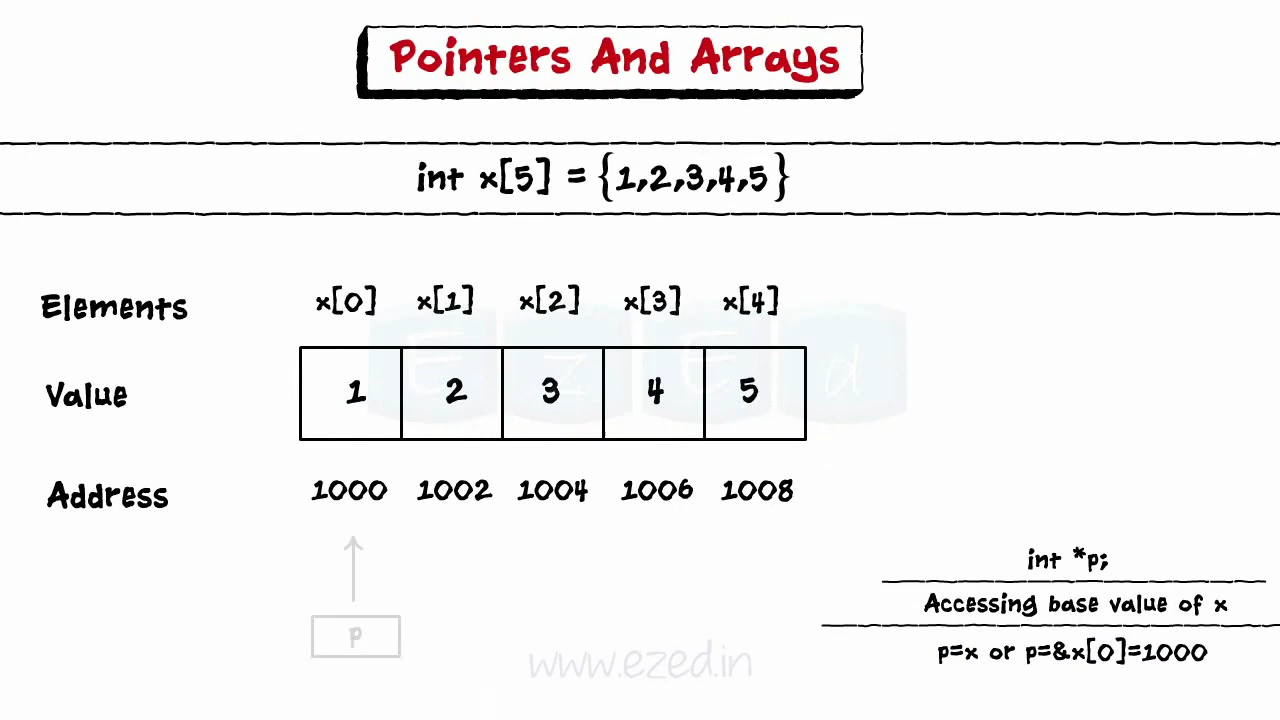 Pointers And Arrays
int x[5] = {1,2,3,4,5}
Elements x[0] x[1] x[2] x[3] x[4]
EzEd
Value 1 2 3 4 5
Address 1000 1002 1004 1006 1008
int *p;
Accessing base value of x
p
p=x or p=&x[0]=1000
www.ezed.in